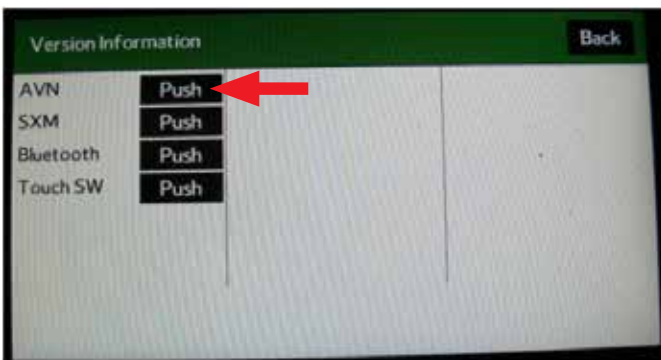 Version Information Back
AVN Push
SXM Push
Bluetooth Push
Touch SW Push